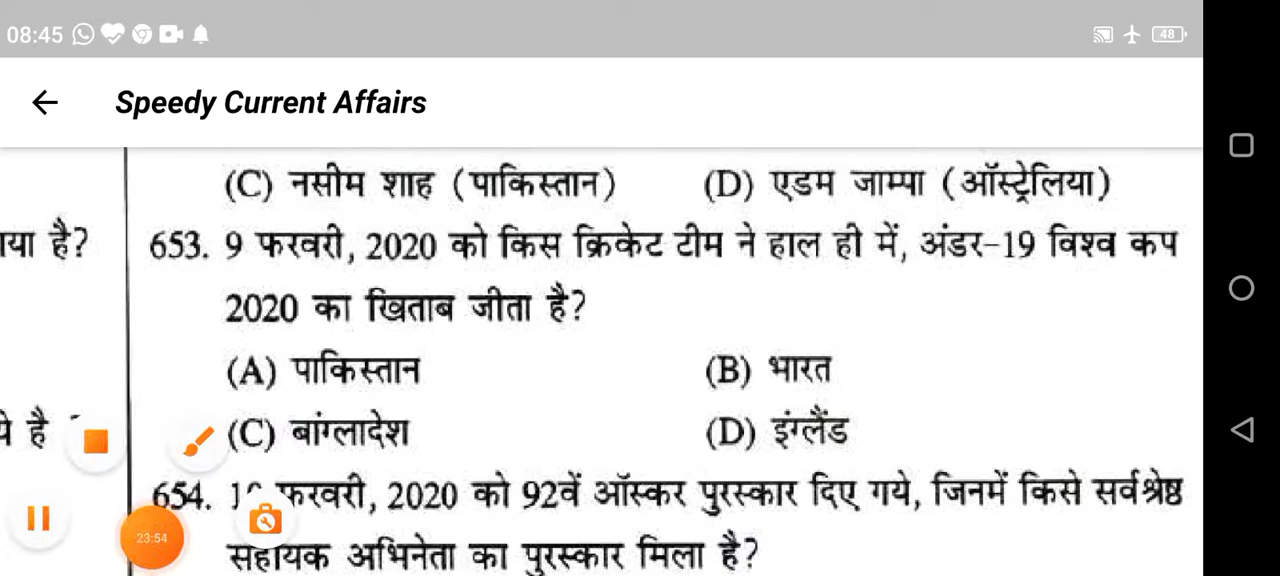 08:45
48
Speedy Current Affairs
(C) नसीम शाह (पाकिस्तान) (D) एडम जाम्पा (ऑस्ट्रेलिया)
653. 9 फरवरी, 2020 को किस क्रिकेट टीम ने हाल ही में, अंडर-19 विश्व कप
2020 का खिताब जीता है?
(A) पाकिस्तान (B) भारत
(C) बांग्लादेश (D) इंग्लैंड
654. फरवरी, 2020 को 92वें ऑस्कर पुरस्कार दिए गये, जिनमें किसे सर्वश्रेष्ठ
सहायक अभिनेता का पुरस्कार मिला है?
है?
है
23:54